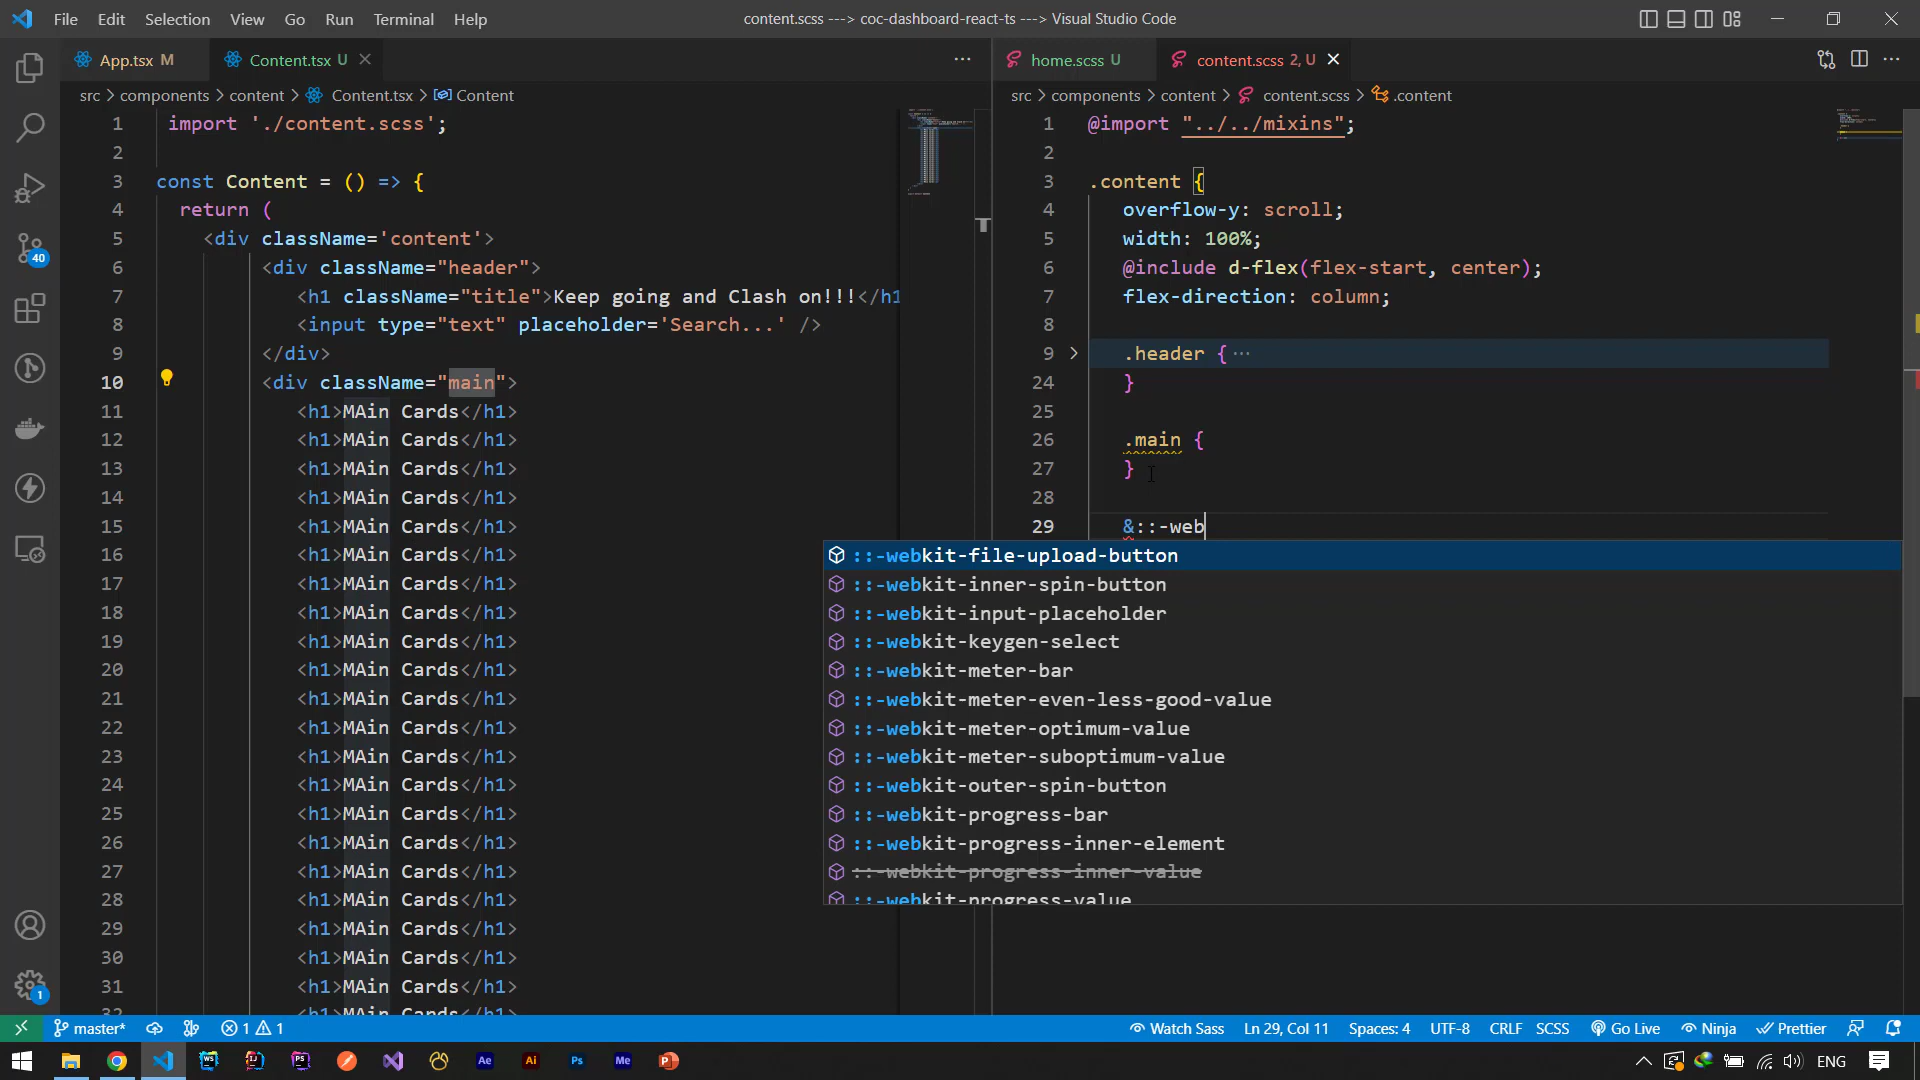 File Edit Selection View Go Run Terminal Help
content.scss ---> coc-dashboard-react-ts ---> Visual Studio Code
App.tsx M
Content.tsx U
src > components > content > Content.tsx > Content
1 import './content.scss';
2
3 const Content = () => {
4 return (
5 <div className='content'>
6 <div className="header">
7 <h1 className="title">Keep going and Clash on!!!</h1
8 <input type="text" placeholder='Search...' />
9 </div>
10 <div className="main">
11 <h1>MAin Cards</h1>
12 <h1>MAin Cards</h1>
13 <h1>MAin Cards</h1>
14 <h1>MAin Cards</h1>
15 <h1>MAin Cards</h1>
16 <h1>MAin Cards</h1>
17 <h1>MAin Cards</h1>
18 <h1>MAin Cards</h1>
19 <h1>MAin Cards</h1>
20 <h1>MAin Cards</h1>
21 <h1>MAin Cards</h1>
22 <h1>MAin Cards</h1>
23 <h1>MAin Cards</h1>
24 <h1>MAin Cards</h1>
25 <h1>MAin Cards</h1>
26 <h1>MAin Cards</h1>
27 <h1>MAin Cards</h1>
28 <h1>MAin Cards</h1>
29 <h1>MAin Cards</h1>
30 <h1>MAin Cards</h1>
31 <h1>MAin Cards</h1>
32 <h1>MAin Cards</h1>
home.scss U
content.scss 2, U
src > components > content > content.scss > .content
1 @import "../../mixins";
2
3 .content {
4 overflow-y: scroll;
5 width: 100%;
6 @include d-flex(flex-start, center);
7 flex-direction: column;
8
9 .header { ...
24 }
25
26 .main {
27 }
28
29 &::-web
::-webkit-file-upload-button
::-webkit-inner-spin-button
::-webkit-input-placeholder
::-webkit-keygen-select
::-webkit-meter-bar
::-webkit-meter-even-less-good-value
::-webkit-meter-optimum-value
::-webkit-meter-suboptimum-value
::-webkit-outer-spin-button
::-webkit-progress-bar
::-webkit-progress-inner-element
::-webkit-progress-inner-value
::-webkit-progress-value
40
1
master* 1 1
Watch Sass Ln 29, Col 11 Spaces: 4 UTF-8 CRLF SCSS Go Live Ninja Prettier
WS IJ PS Ae Ai Ps Me P ENG